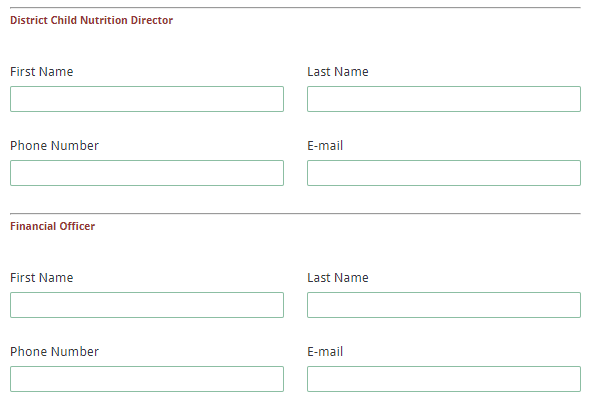 District Child Nutrition Director
First Name Last Name
Phone Number E-mail
Financial Officer
First Name Last Name
Phone Number E-mail